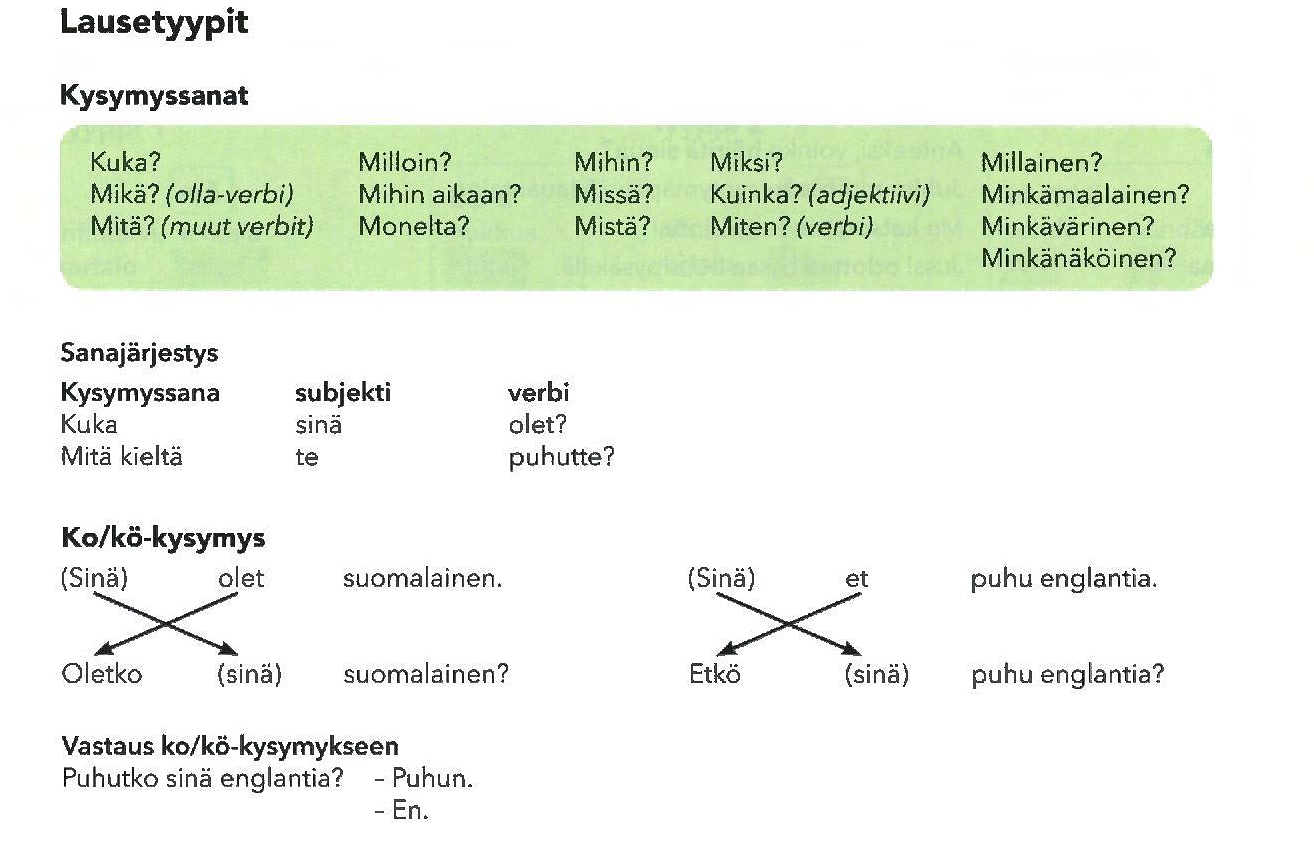 Lausetyypit
Kysymyssanat
Kuka? Milloin? Mihin? Miksi? Millainen?
Mikä? (olla-verbi) Mihin aikaan? Missä? Kuinka? (adjektiivi) Minkämaalainen?
Mitä? (muut verbit) Monelta? Mistä? Miten? (verbi) Minkävärinen?
Minkänäköinen?
Sanajärjestys
Kysymyssana subjekti verbi
Kuka sinä olet?
Mitä kieltä te puhutte?
Ko/kö-kysymys
(Sinä) olet suomalainen. (Sinä) et puhu englantia.
Oletko (sinä) suomalainen? Etkö (sinä) puhu englantia?
Vastaus ko/kö-kysymykseen
Puhutko sinä englantia? – Puhun.
– En.